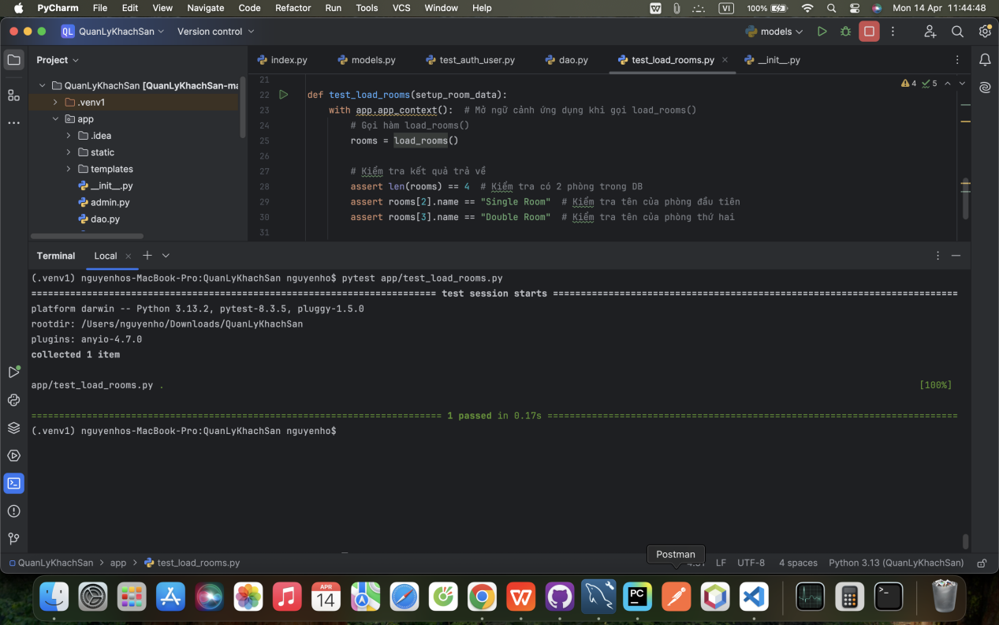 PyCharm File Edit View Navigate Code Refactor Run Tools VCS Window Help VI 100% Mon 14 Apr 11:44:48
QL QuanLyKhachSan Version control models
Project
index.py models.py test_auth_user.py dao.py test_load_rooms.py __init__.py
QuanLyKhachSan [QuanLyKhachSan-ma
.venv1
app
.idea
static
templates
__init__.py
admin.py
dao.py
4 5
21
22 def test_load_rooms(setup_room_data):
23 with app.app_context(): # Mở ngữ cảnh ứng dụng khi gọi load_rooms()
24 # Gọi hàm load_rooms()
25 rooms = load_rooms()
26
27 # Kiểm tra kết quả trả về
28 assert len(rooms) == 4 # Kiểm tra có 2 phòng trong DB
29 assert rooms[2].name == "Single Room" # Kiểm tra tên của phòng đầu tiên
30 assert rooms[3].name == "Double Room" # Kiểm tra tên của phòng thứ hai
31
Terminal Local
(.venv1) nguyenhos-MacBook-Pro:QuanLyKhachSan nguyenho$ pytest app/test_load_rooms.py
========================================================================= test session starts =========================================================================
platform darwin -- Python 3.13.2, pytest-8.3.5, pluggy-1.5.0
rootdir: /Users/nguyenho/Downloads/QuanLyKhachSan
plugins: anyio-4.7.0
collected 1 item
app/test_load_rooms.py . [100%]
========================================================================== 1 passed in 0.17s ==========================================================================
(.venv1) nguyenhos-MacBook-Pro:QuanLyKhachSan nguyenho$
Postman
QuanLyKhachSan > app > test_load_rooms.py LF UTF-8 4 spaces Python 3.13 (QuanLyKhachSan)
APR
14
PC